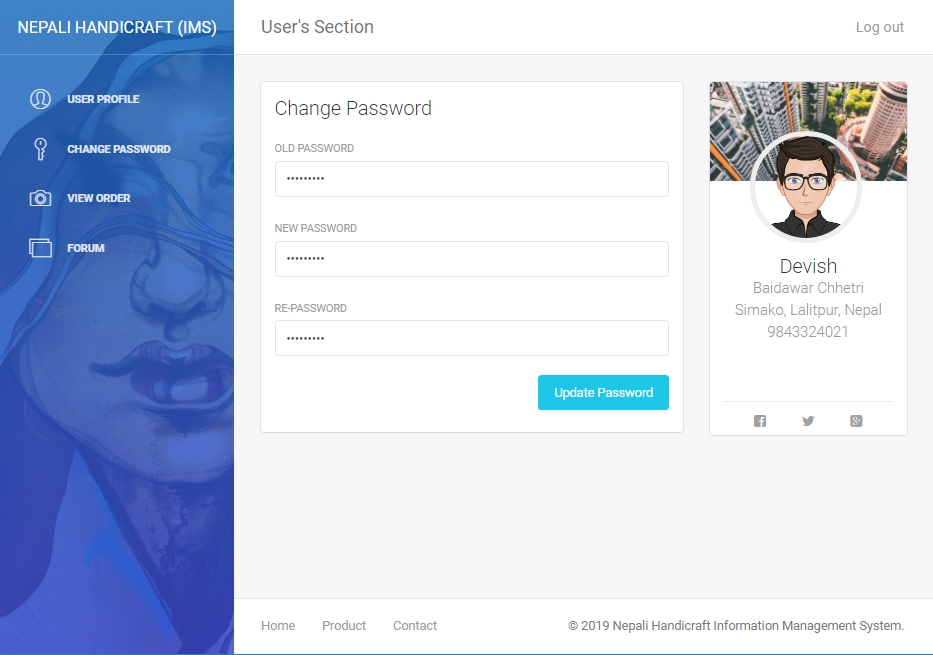 NEPALI HANDICRAFT (IMS)
User's Section
Log out
USER PROFILE
CHANGE PASSWORD
VIEW ORDER
FORUM
Change Password
OLD PASSWORD
•••••••••
NEW PASSWORD
•••••••••
RE-PASSWORD
•••••••••
Update Password
Devish
Baidawar Chhetri
Simako, Lalitpur, Nepal
9843324021
Home Product Contact
© 2019 Nepali Handicraft Information Management System.